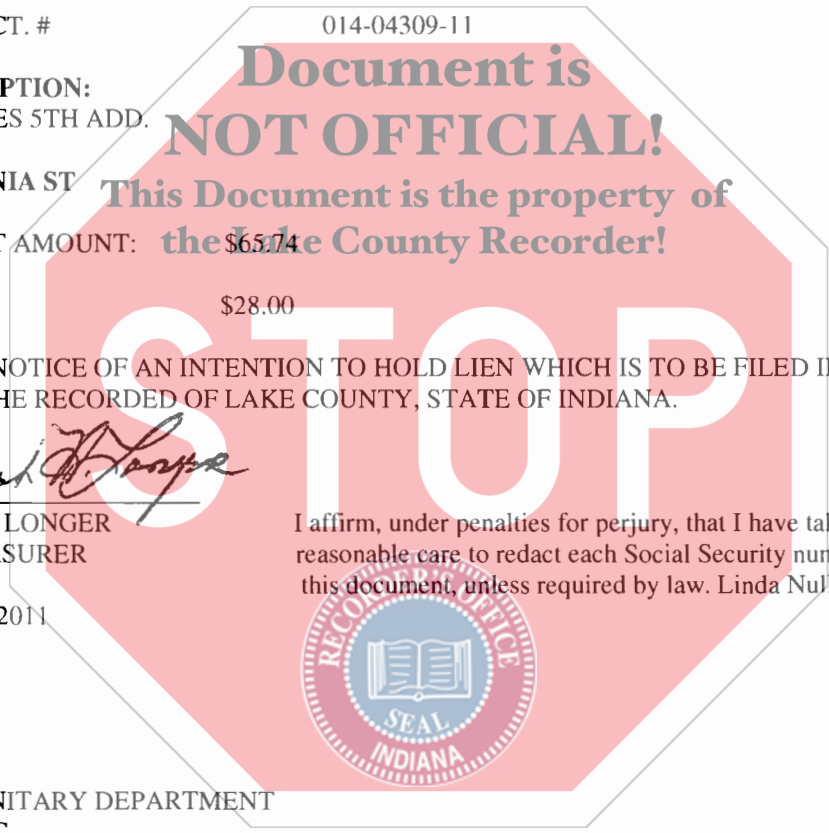 CT. # 014-04309-11
Document is
PTION:
ES 5TH ADD.
NOT OFFICIAL!
NIA ST
This Document is the property of
T AMOUNT: $65.74
the Lake County Recorder!
$28.00
STOP
NOTICE OF AN INTENTION TO HOLD LIEN WHICH IS TO BE FILED I
HE RECORDED OF LAKE COUNTY, STATE OF INDIANA.
LONGER
ASURER
I affirm, under penalties for perjury, that I have tal
reasonable care to redact each Social Security num
this document, unless required by law. Linda Nul
2011
RECORDER'S OFFICE
SEAL
INDIANA
NITARY DEPARTMENT